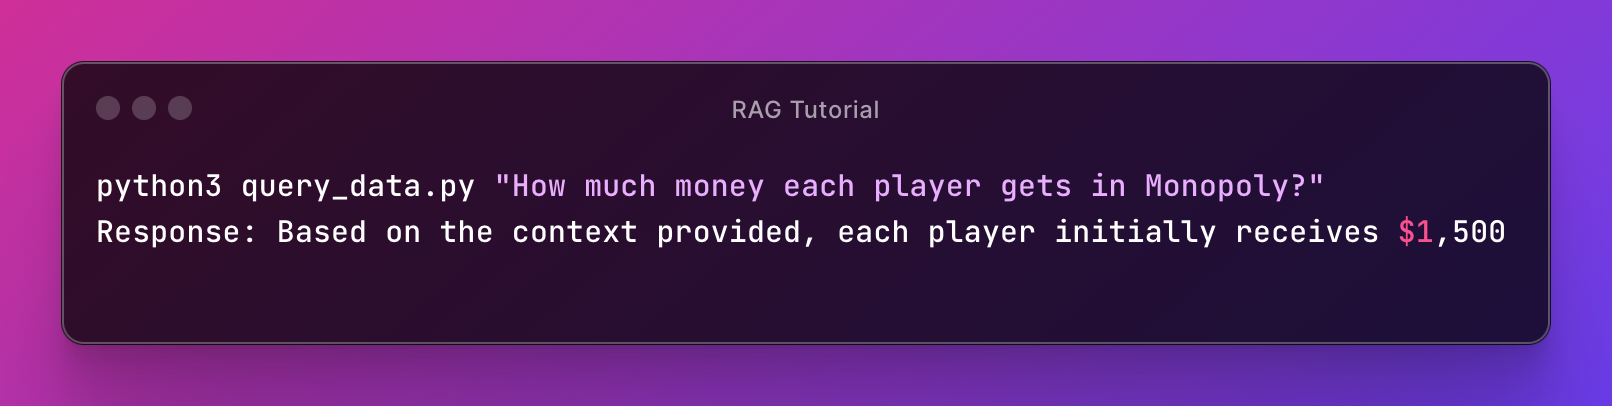 RAG Tutorial
python3 query_data.py "How much money each player gets in Monopoly?"
Response: Based on the context provided, each player initially receives $1,500